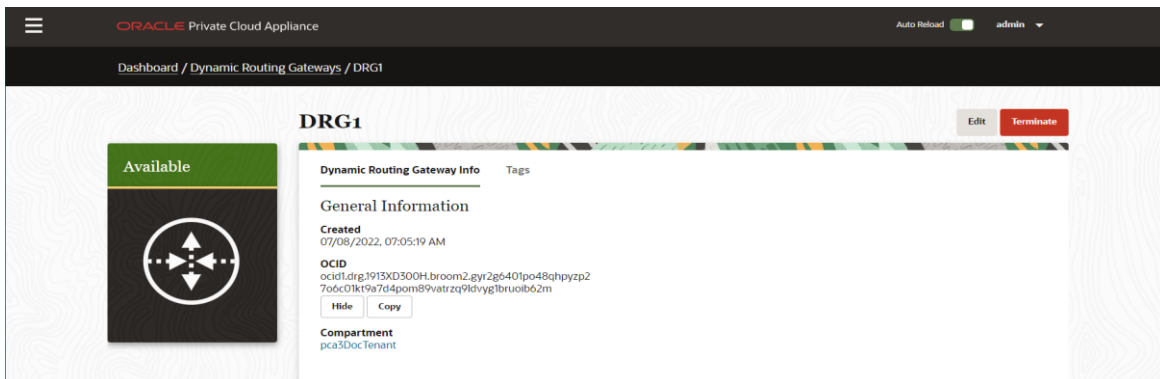 ORACLE Private Cloud Appliance
Auto Reload
admin
Dashboard / Dynamic Routing Gateways / DRG1
DRG1
Edit
Terminate
Available
Dynamic Routing Gateway Info
Tags
General Information
Created
07/08/2022, 07:05:19 AM
OCID
ocid1.drg.1913XD300H.broom2.gyr2g6401po48qhpyzp2
7o6c01kt9a7d4pom89vatrzq9ldvyg1bruoib62m
Hide
Copy
Compartment
pca3DocTenant